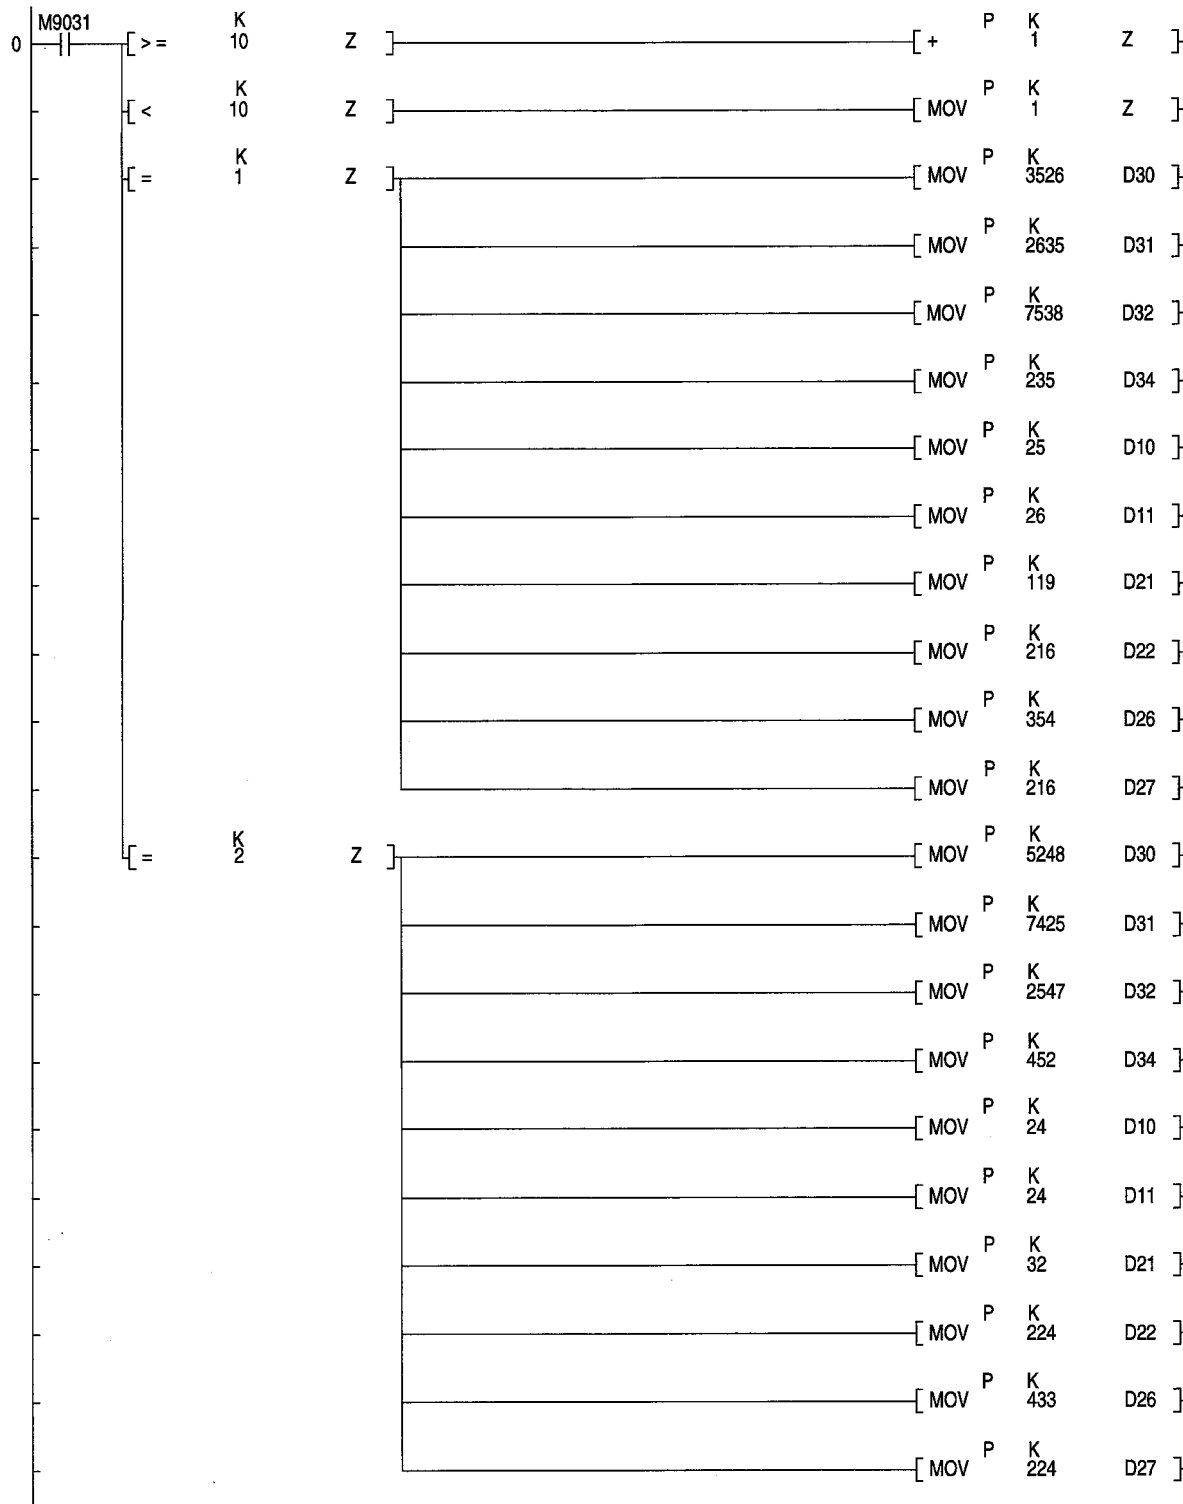 M9031
0 [ >= K 10 Z ] [ + P K 1 Z ]
[ < K 10 Z ] [ MOV P K 1 Z ]
[ = K 1 Z ] [ MOV P K 3526 D30 ]
[ MOV P K 2635 D31 ]
[ MOV P K 7538 D32 ]
[ MOV P K 235 D34 ]
[ MOV P K 25 D10 ]
[ MOV P K 26 D11 ]
[ MOV P K 119 D21 ]
[ MOV P K 216 D22 ]
[ MOV P K 354 D26 ]
[ MOV P K 216 D27 ]
[ = K 2 Z ] [ MOV P K 5248 D30 ]
[ MOV P K 7425 D31 ]
[ MOV P K 2547 D32 ]
[ MOV P K 452 D34 ]
[ MOV P K 24 D10 ]
[ MOV P K 24 D11 ]
[ MOV P K 32 D21 ]
[ MOV P K 224 D22 ]
[ MOV P K 433 D26 ]
[ MOV P K 224 D27 ]